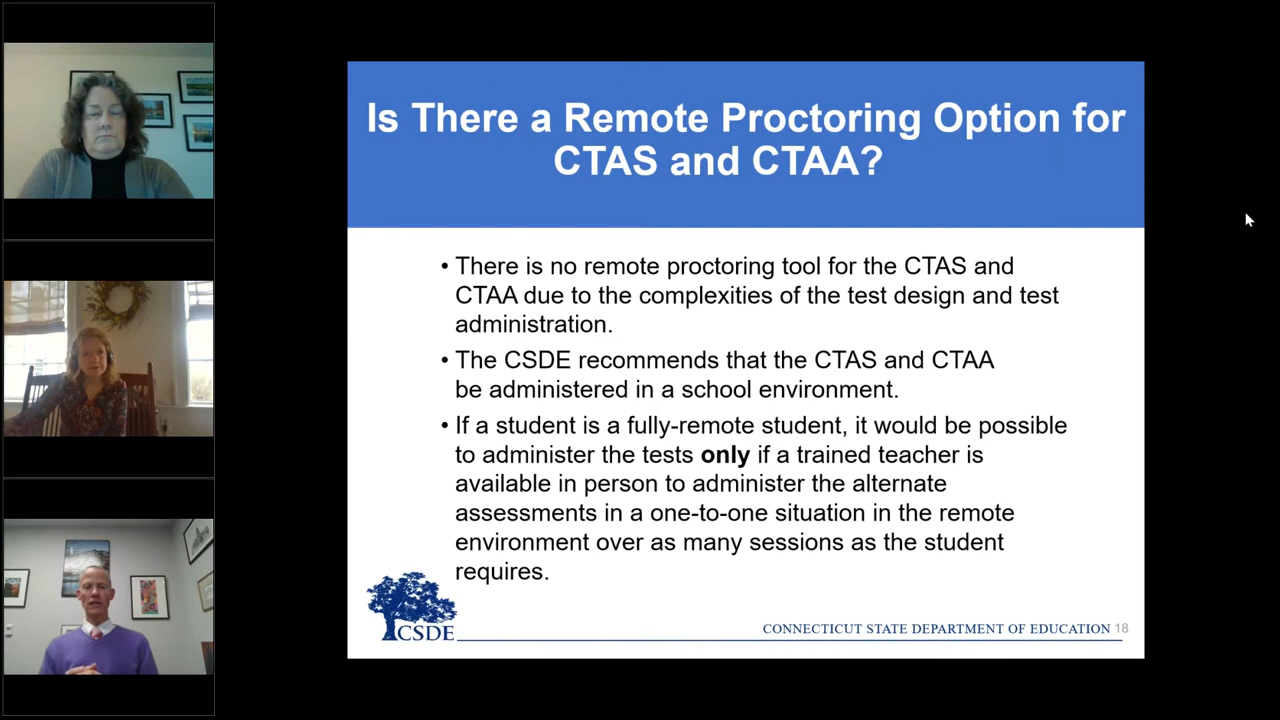 Is There a Remote Proctoring Option for
CTAS and CTAA?
• There is no remote proctoring tool for the CTAS and
CTAA due to the complexities of the test design and test
administration.
• The CSDE recommends that the CTAS and CTAA
be administered in a school environment.
• If a student is a fully-remote student, it would be possible
to administer the tests only if a trained teacher is
available in person to administer the alternate
assessments in a one-to-one situation in the remote
environment over as many sessions as the student
requires.
CSDE
CONNECTICUT STATE DEPARTMENT OF EDUCATION 18